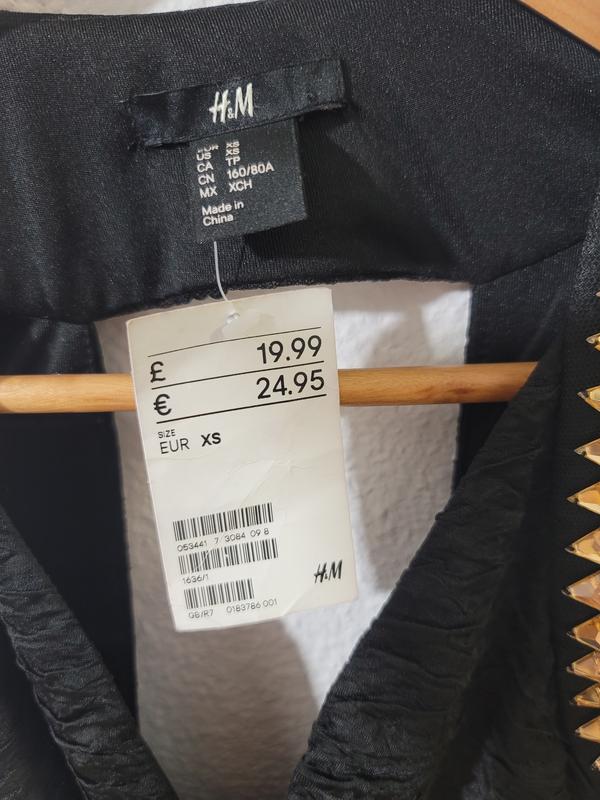 H&M
EUR XS
US XS
CA TP
CN 160/80A
MX XCH
Made in
China
£ 19.99
€ 24.95
SIZE
EUR XS
053441 7 3084 09 8
1636/1
H&M
GB/R7 0183786 001